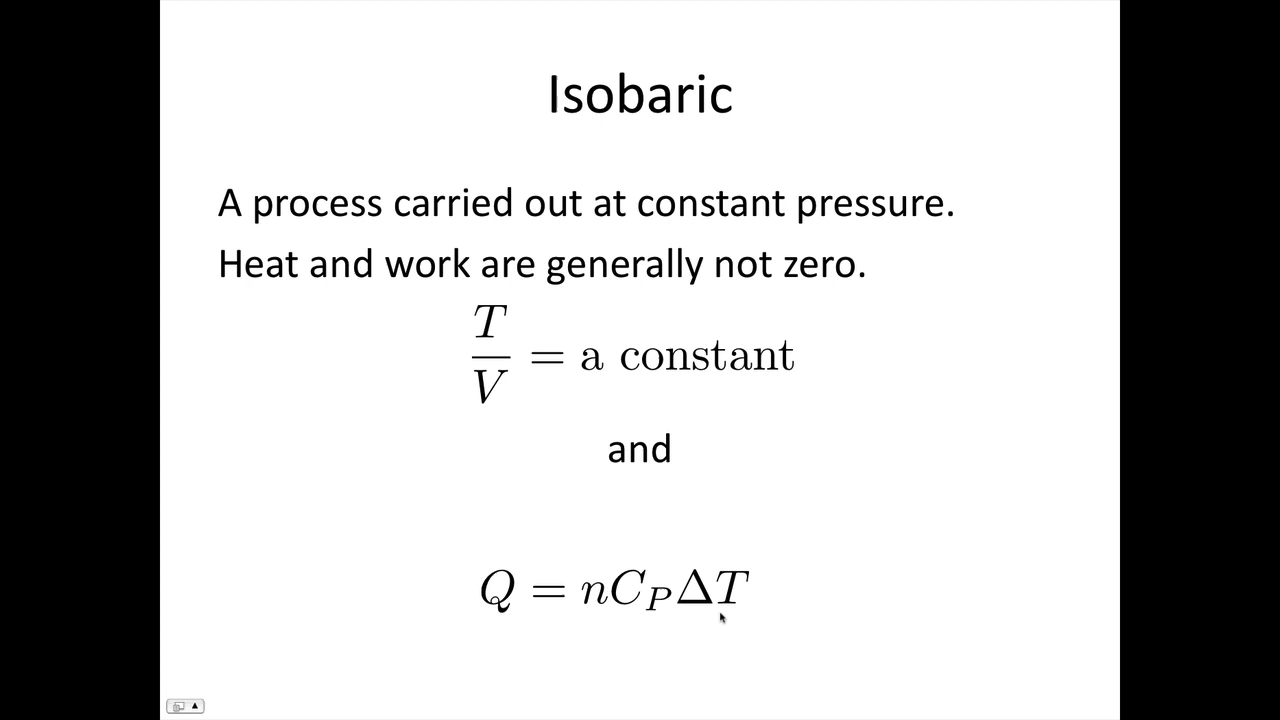 Isobaric
A process carried out at constant pressure.
Heat and work are generally not zero.
T/V = a constant
and
Q = nC_PΔT